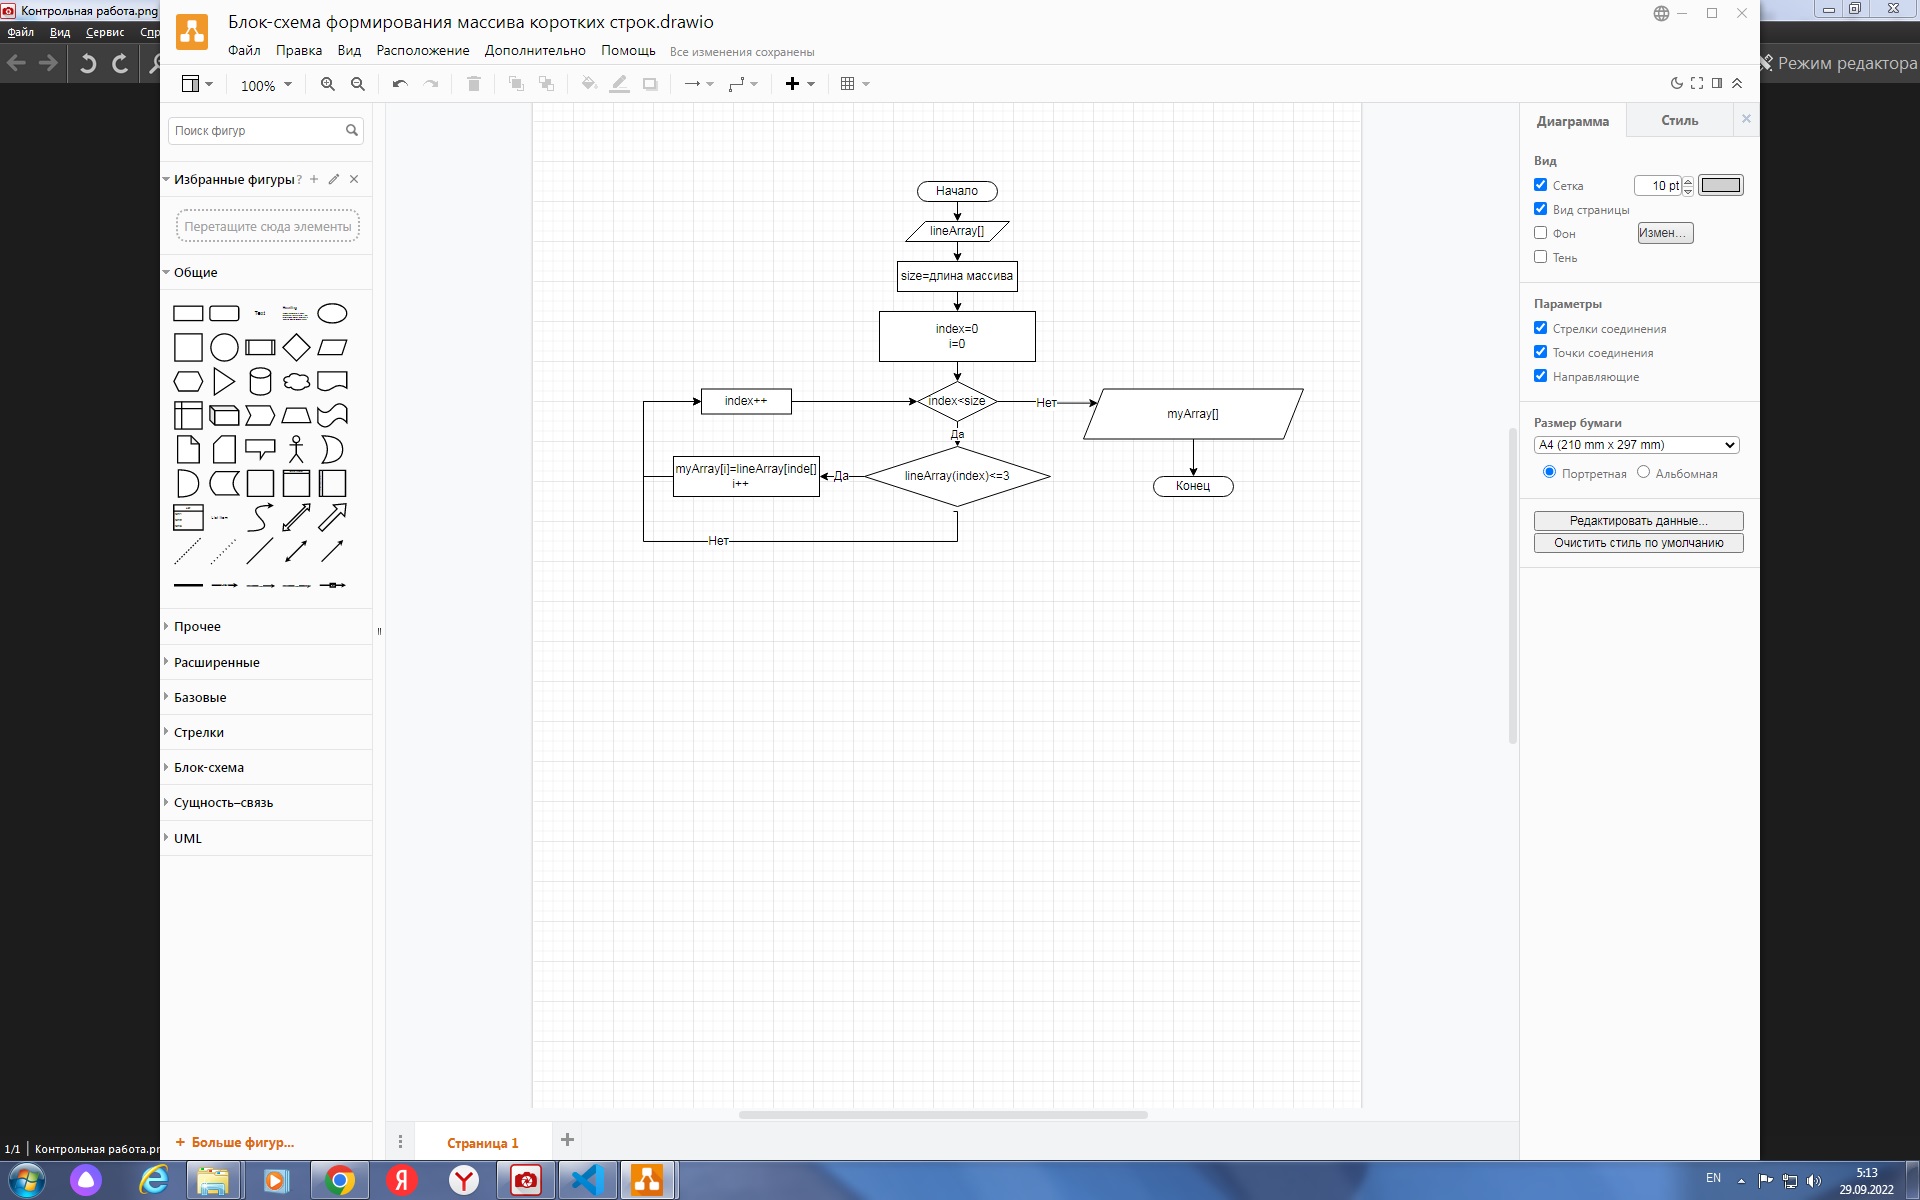 Контрольная работа.png
Файл Вид Сервис Спр
Режим редактора
Блок-схема формирования массива коротких строк.drawio
Файл Правка Вид Расположение Дополнительно Помощь Все изменения сохранены
100%
Поиск фигур
Избранные фигуры ?
Перетащите сюда элементы
Общие
Text
Heading
List
List Item
Прочее
Расширенные
Базовые
Стрелки
Блок-схема
Сущность–связь
UML
+ Больше фигур...
Начало
lineArray[]
size=длина массива
index=0
i=0
index++
index<size
Нет
myArray[]
Да
myArray[i]=lineArray[inde[]
i++
Да
lineArray(index)<=3
Конец
Нет
Страница 1
Диаграмма Стиль
Вид
Сетка 10 pt
Вид страницы
Фон Измен...
Тень
Параметры
Стрелки соединения
Точки соединения
Направляющие
Размер бумаги
A4 (210 mm x 297 mm)
Портретная Альбомная
Редактировать данные...
Очистить стиль по умолчанию
1/1 Контрольная работа.pr
EN
5:13
29.09.2022